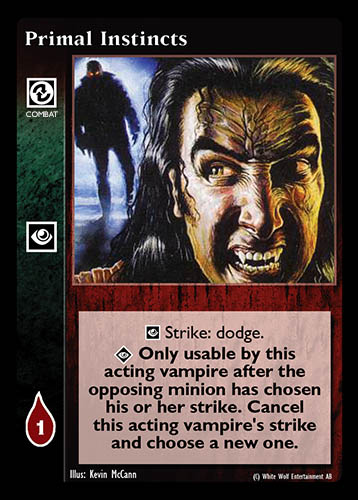 Primal Instincts
COMBAT
Strike: dodge.
Only usable by this
acting vampire after the
opposing minion has chosen
his or her strike. Cancel
this acting vampire's strike
and choose a new one.
1
Illus: Kevin McCann
(C) White Wolf Entertainment AB